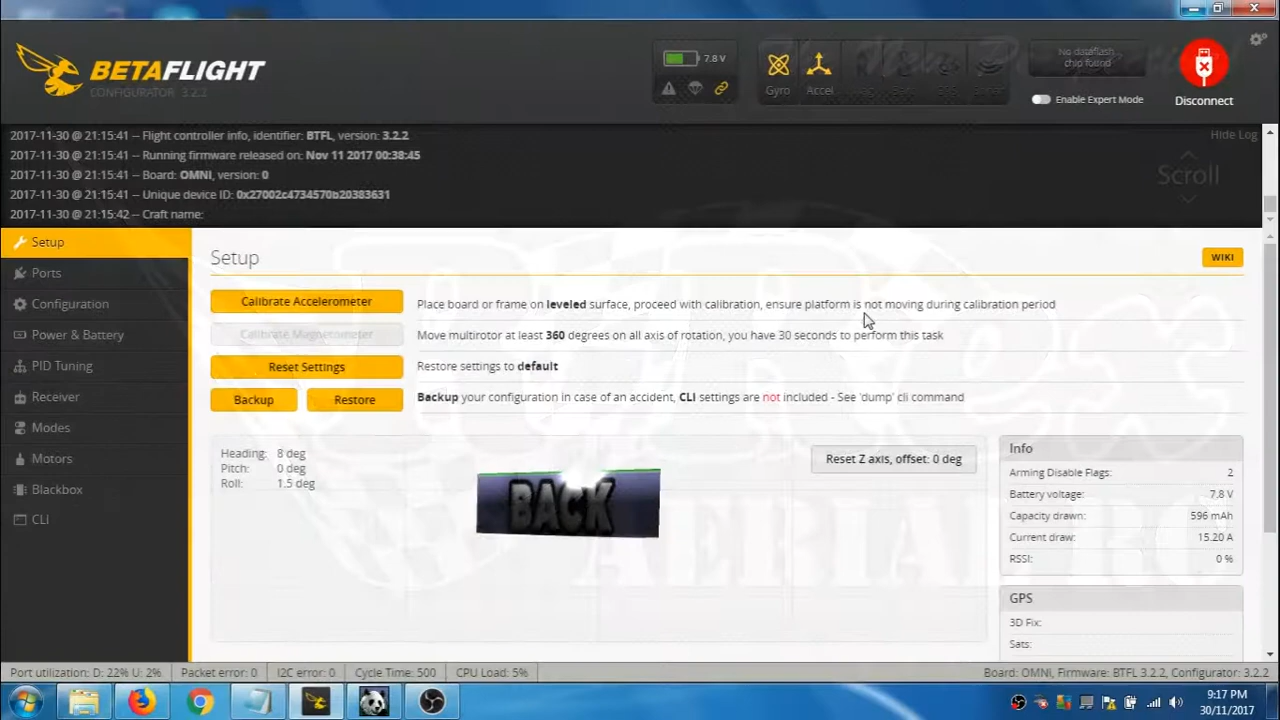 BETAFLIGHT
CONFIGURATOR 3.2.2
7.8 V
Gyro
Accel
No dataflash
chip found
Enable Expert Mode
Disconnect
2017-11-30 @ 21:15:41 -- Flight controller info, identifier: BTFL, version: 3.2.2
Hide Log
2017-11-30 @ 21:15:41 -- Running firmware released on: Nov 11 2017 00:38:45
2017-11-30 @ 21:15:41 -- Board: OMNI, version: 0
Scroll
2017-11-30 @ 21:15:41 -- Unique device ID: 0x27002c4734570b20383631
2017-11-30 @ 21:15:42 -- Craft name:
Setup
Ports
Configuration
Power & Battery
PID Tuning
Receiver
Modes
Motors
Blackbox
CLI
Setup
WIKI
Calibrate Accelerometer
Place board or frame on leveled surface, proceed with calibration, ensure platform is not moving during calibration period
Calibrate Magnetometer
Move multirotor at least 360 degrees on all axis of rotation, you have 30 seconds to perform this task
Reset Settings
Restore settings to default
Backup
Restore
Backup your configuration in case of an accident, CLI settings are not included - See 'dump' cli command
Heading: 8 deg
Pitch: 0 deg
Roll: 1.5 deg
Reset Z axis, offset: 0 deg
BACK
Info
Arming Disable Flags: 2
Battery voltage: 7.8 V
Capacity drawn: 596 mAh
Current draw: 15.20 A
RSSI: 0 %
GPS
3D Fix:
Sats:
Port utilization: D: 22% U: 2%
Packet error: 0
I2C error: 0
Cycle Time: 500
CPU Load: 5%
Board: OMNI, Firmware: BTFL 3.2.2, Configurator: 3.2.2
9:17 PM
30/11/2017